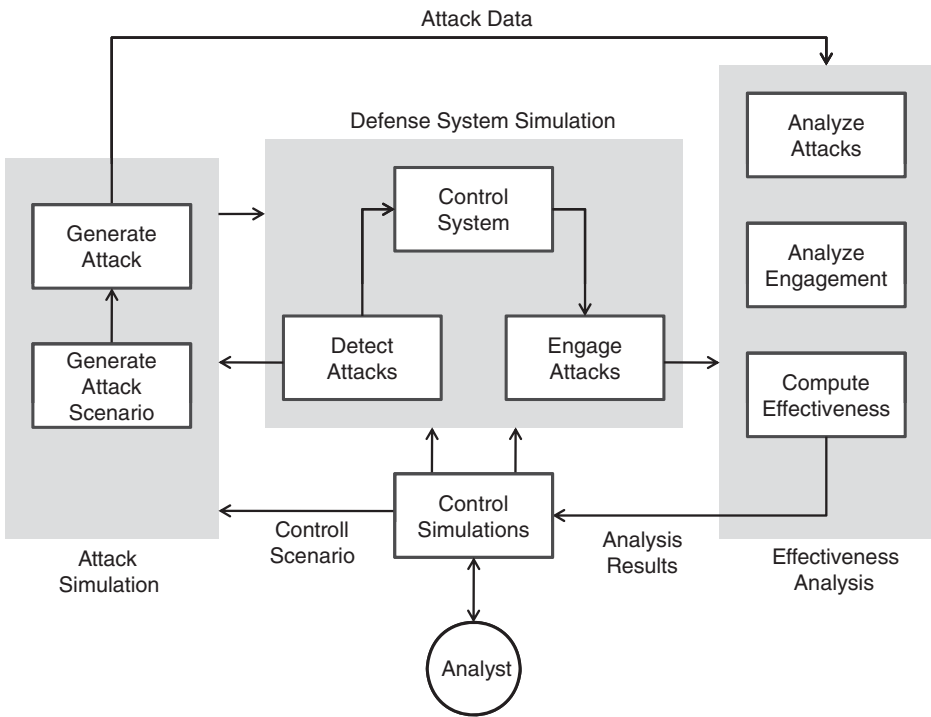 Attack Data
Defense System Simulation
Analyze
Attacks
Control
System
Generate
Attack
Analyze
Engagement
Detect
Attacks
Engage
Attacks
Generate
Attack
Scenario
Compute
Effectiveness
Control
Simulations
Controll
Scenario
Analysis
Results
Attack
Simulation
Effectiveness
Analysis
Analyst